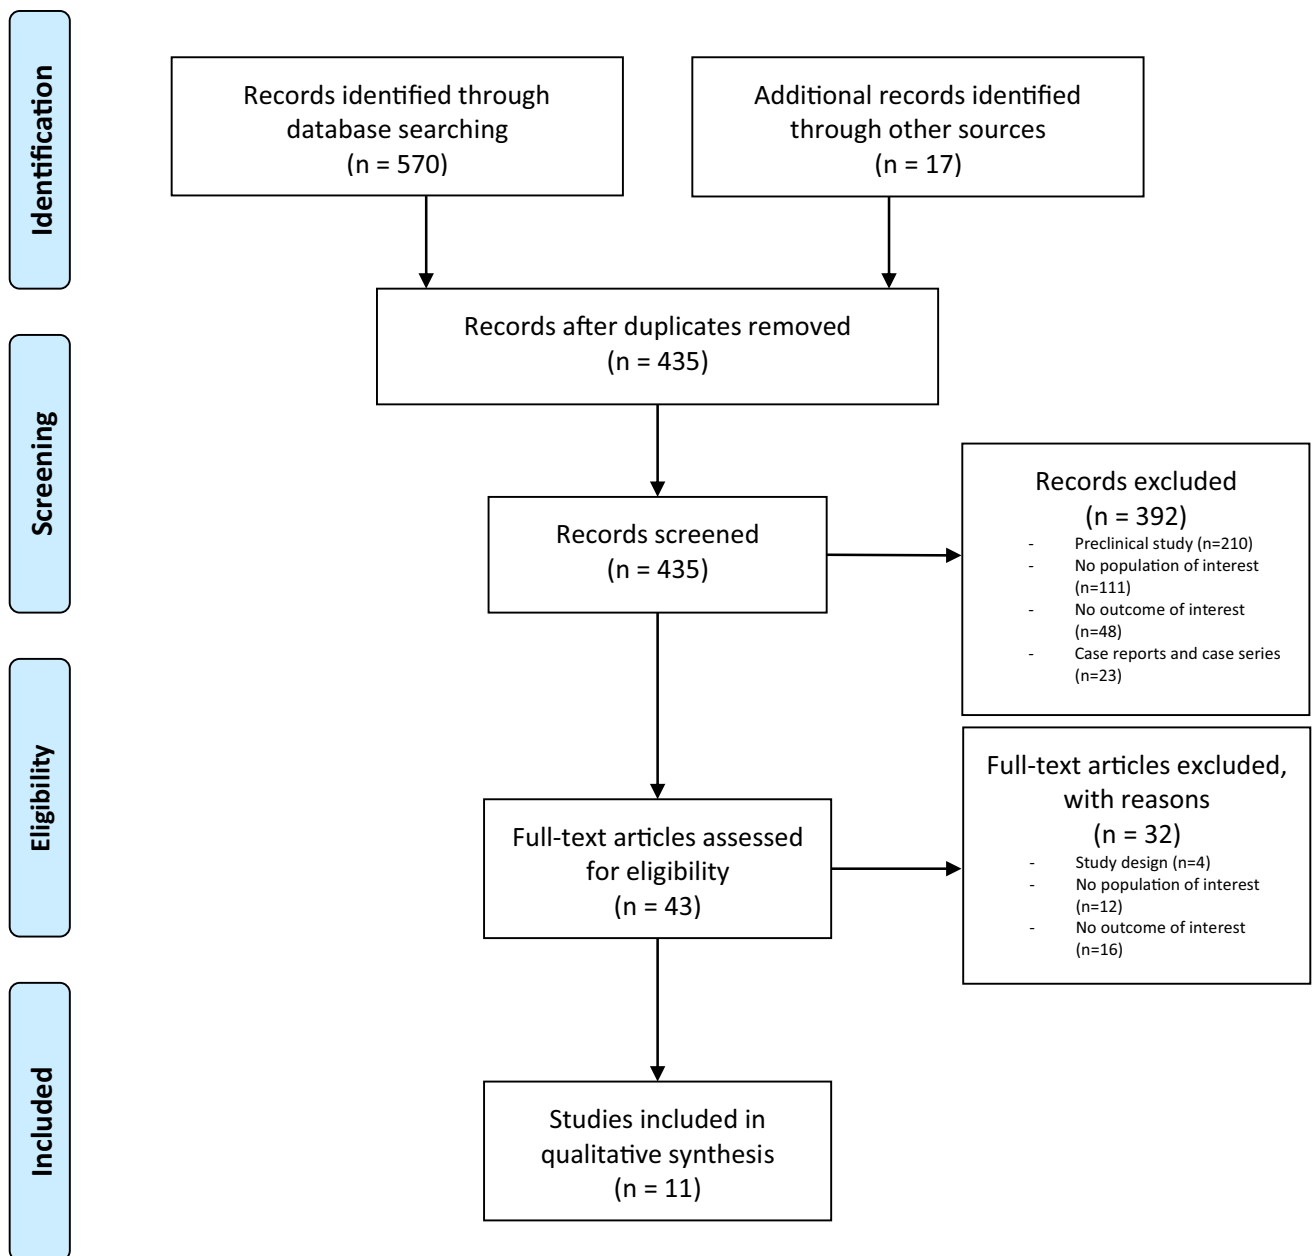 Identification
Records identified through
database searching
(n = 570)
Additional records identified
through other sources
(n = 17)
Records after duplicates removed
(n = 435)
Screening
Records screened
(n = 435)
Records excluded
(n = 392)
- Preclinical study (n=210)
- No population of interest
(n=111)
- No outcome of interest
(n=48)
- Case reports and case series
(n=23)
Eligibility
Full-text articles assessed
for eligibility
(n = 43)
Full-text articles excluded,
with reasons
(n = 32)
- Study design (n=4)
- No population of interest
(n=12)
- No outcome of interest
(n=16)
Included
Studies included in
qualitative synthesis
(n = 11)